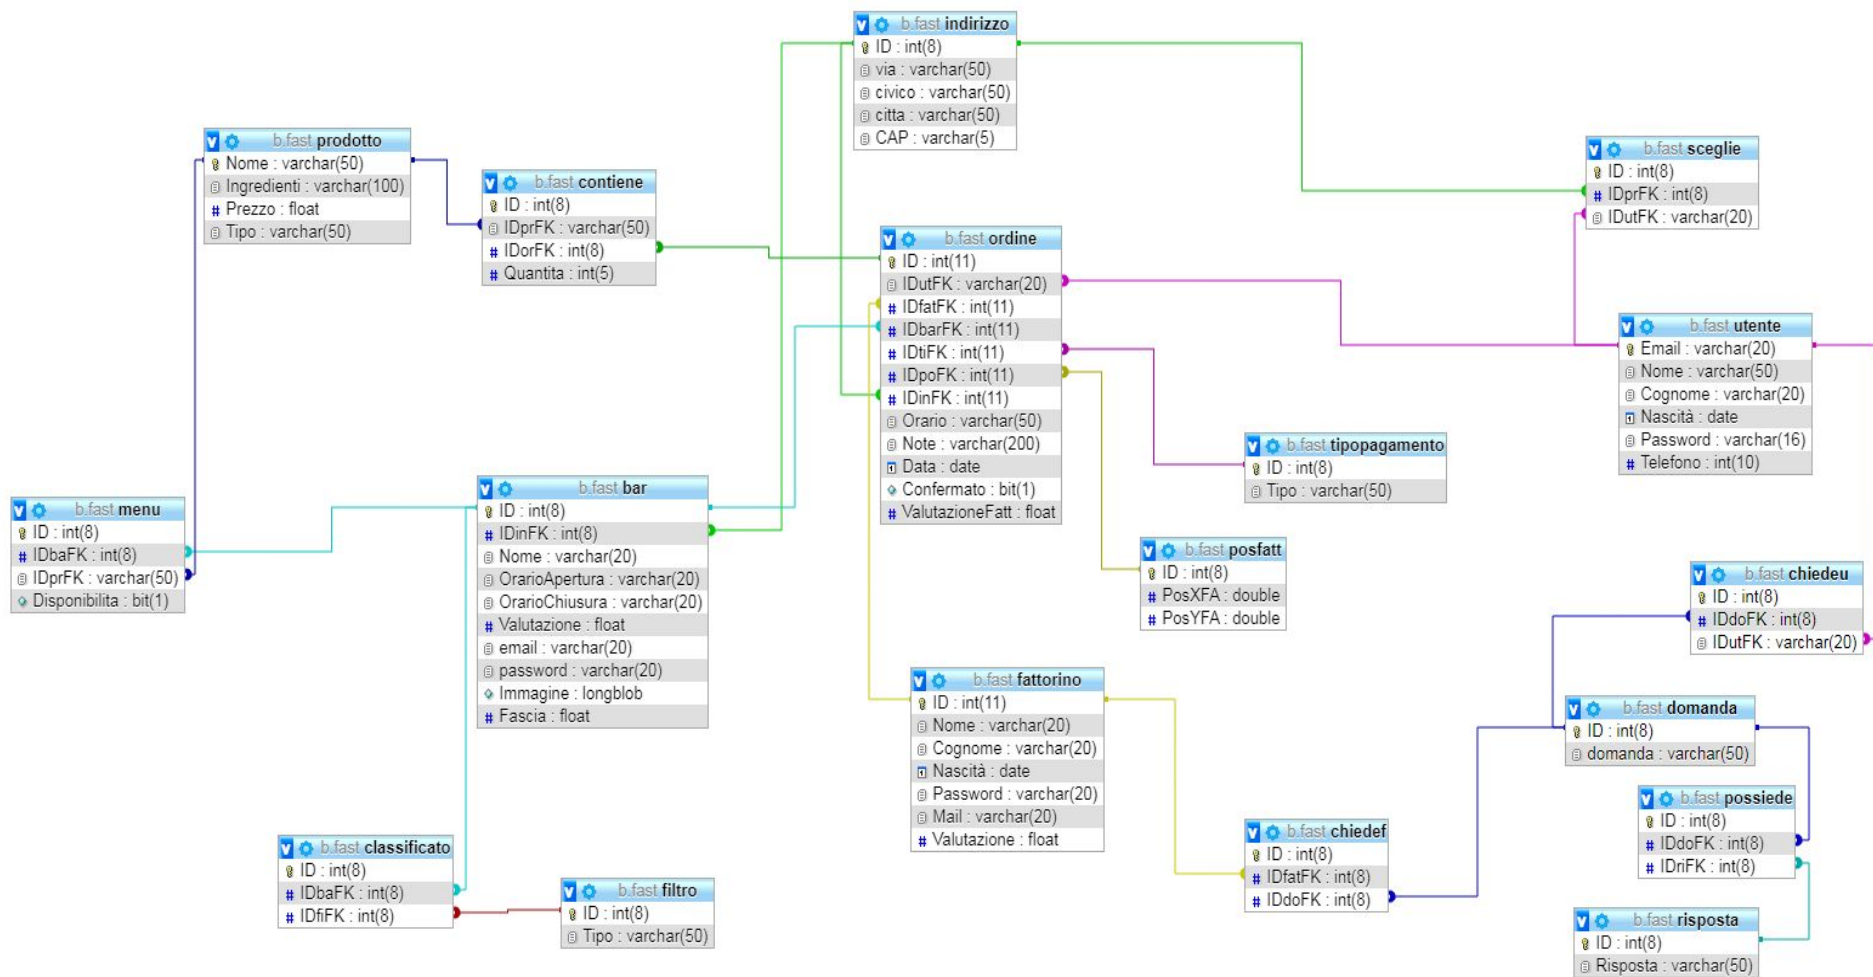 b.fast indirizzo
ID : int(8)
via : varchar(50)
civico : varchar(50)
citta : varchar(50)
CAP : varchar(5)
b.fast prodotto
Nome : varchar(50)
Ingredienti : varchar(100)
Prezzo : float
Tipo : varchar(50)
b.fast contiene
ID : int(8)
IDprFK : varchar(50)
IDorFK : int(8)
Quantita : int(5)
b.fast sceglie
ID : int(8)
IDprFK : int(8)
IDutFK : varchar(20)
b.fast ordine
ID : int(11)
IDutFK : varchar(20)
IDfatFK : int(11)
IDbarFK : int(11)
IDtiFK : int(11)
IDpoFK : int(11)
IDinFK : int(11)
Orario : varchar(50)
Note : varchar(200)
Data : date
Confermato : bit(1)
ValutazioneFatt : float
b.fast utente
Email : varchar(20)
Nome : varchar(50)
Cognome : varchar(20)
Nascità : date
Password : varchar(16)
Telefono : int(10)
b.fast tipopagamento
ID : int(8)
Tipo : varchar(50)
b.fast menu
ID : int(8)
IDbaFK : int(8)
IDprFK : varchar(50)
Disponibilita : bit(1)
b.fast bar
ID : int(8)
IDinFK : int(8)
Nome : varchar(20)
OrarioApertura : varchar(20)
OrarioChiusura : varchar(20)
Valutazione : float
email : varchar(20)
password : varchar(20)
Immagine : longblob
Fascia : float
b.fast posfatt
ID : int(8)
PosXFA : double
PosYFA : double
b.fast chiedeu
ID : int(8)
IDdoFK : int(8)
IDutFK : varchar(20)
b.fast fattorino
ID : int(11)
Nome : varchar(20)
Cognome : varchar(20)
Nascità : date
Password : varchar(20)
Mail : varchar(20)
Valutazione : float
b.fast domanda
ID : int(8)
domanda : varchar(50)
b.fast possiede
ID : int(8)
IDdoFK : int(8)
IDriFK : int(8)
b.fast chiedef
ID : int(8)
IDfatFK : int(8)
IDdoFK : int(8)
b.fast classificato
ID : int(8)
IDbaFK : int(8)
IDfiFK : int(8)
b.fast filtro
ID : int(8)
Tipo : varchar(50)
b.fast risposta
ID : int(8)
Risposta : varchar(50)